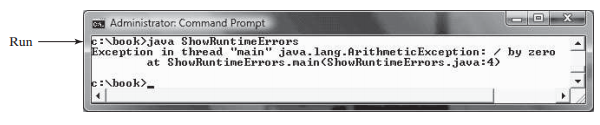 Administrator: Command Prompt
Run
c:\book>java ShowRuntimeErrors
Exception in thread "main" java.lang.ArithmeticException: / by zero
at ShowRuntimeErrors.main(ShowRuntimeErrors.java:4)
c:\book>_